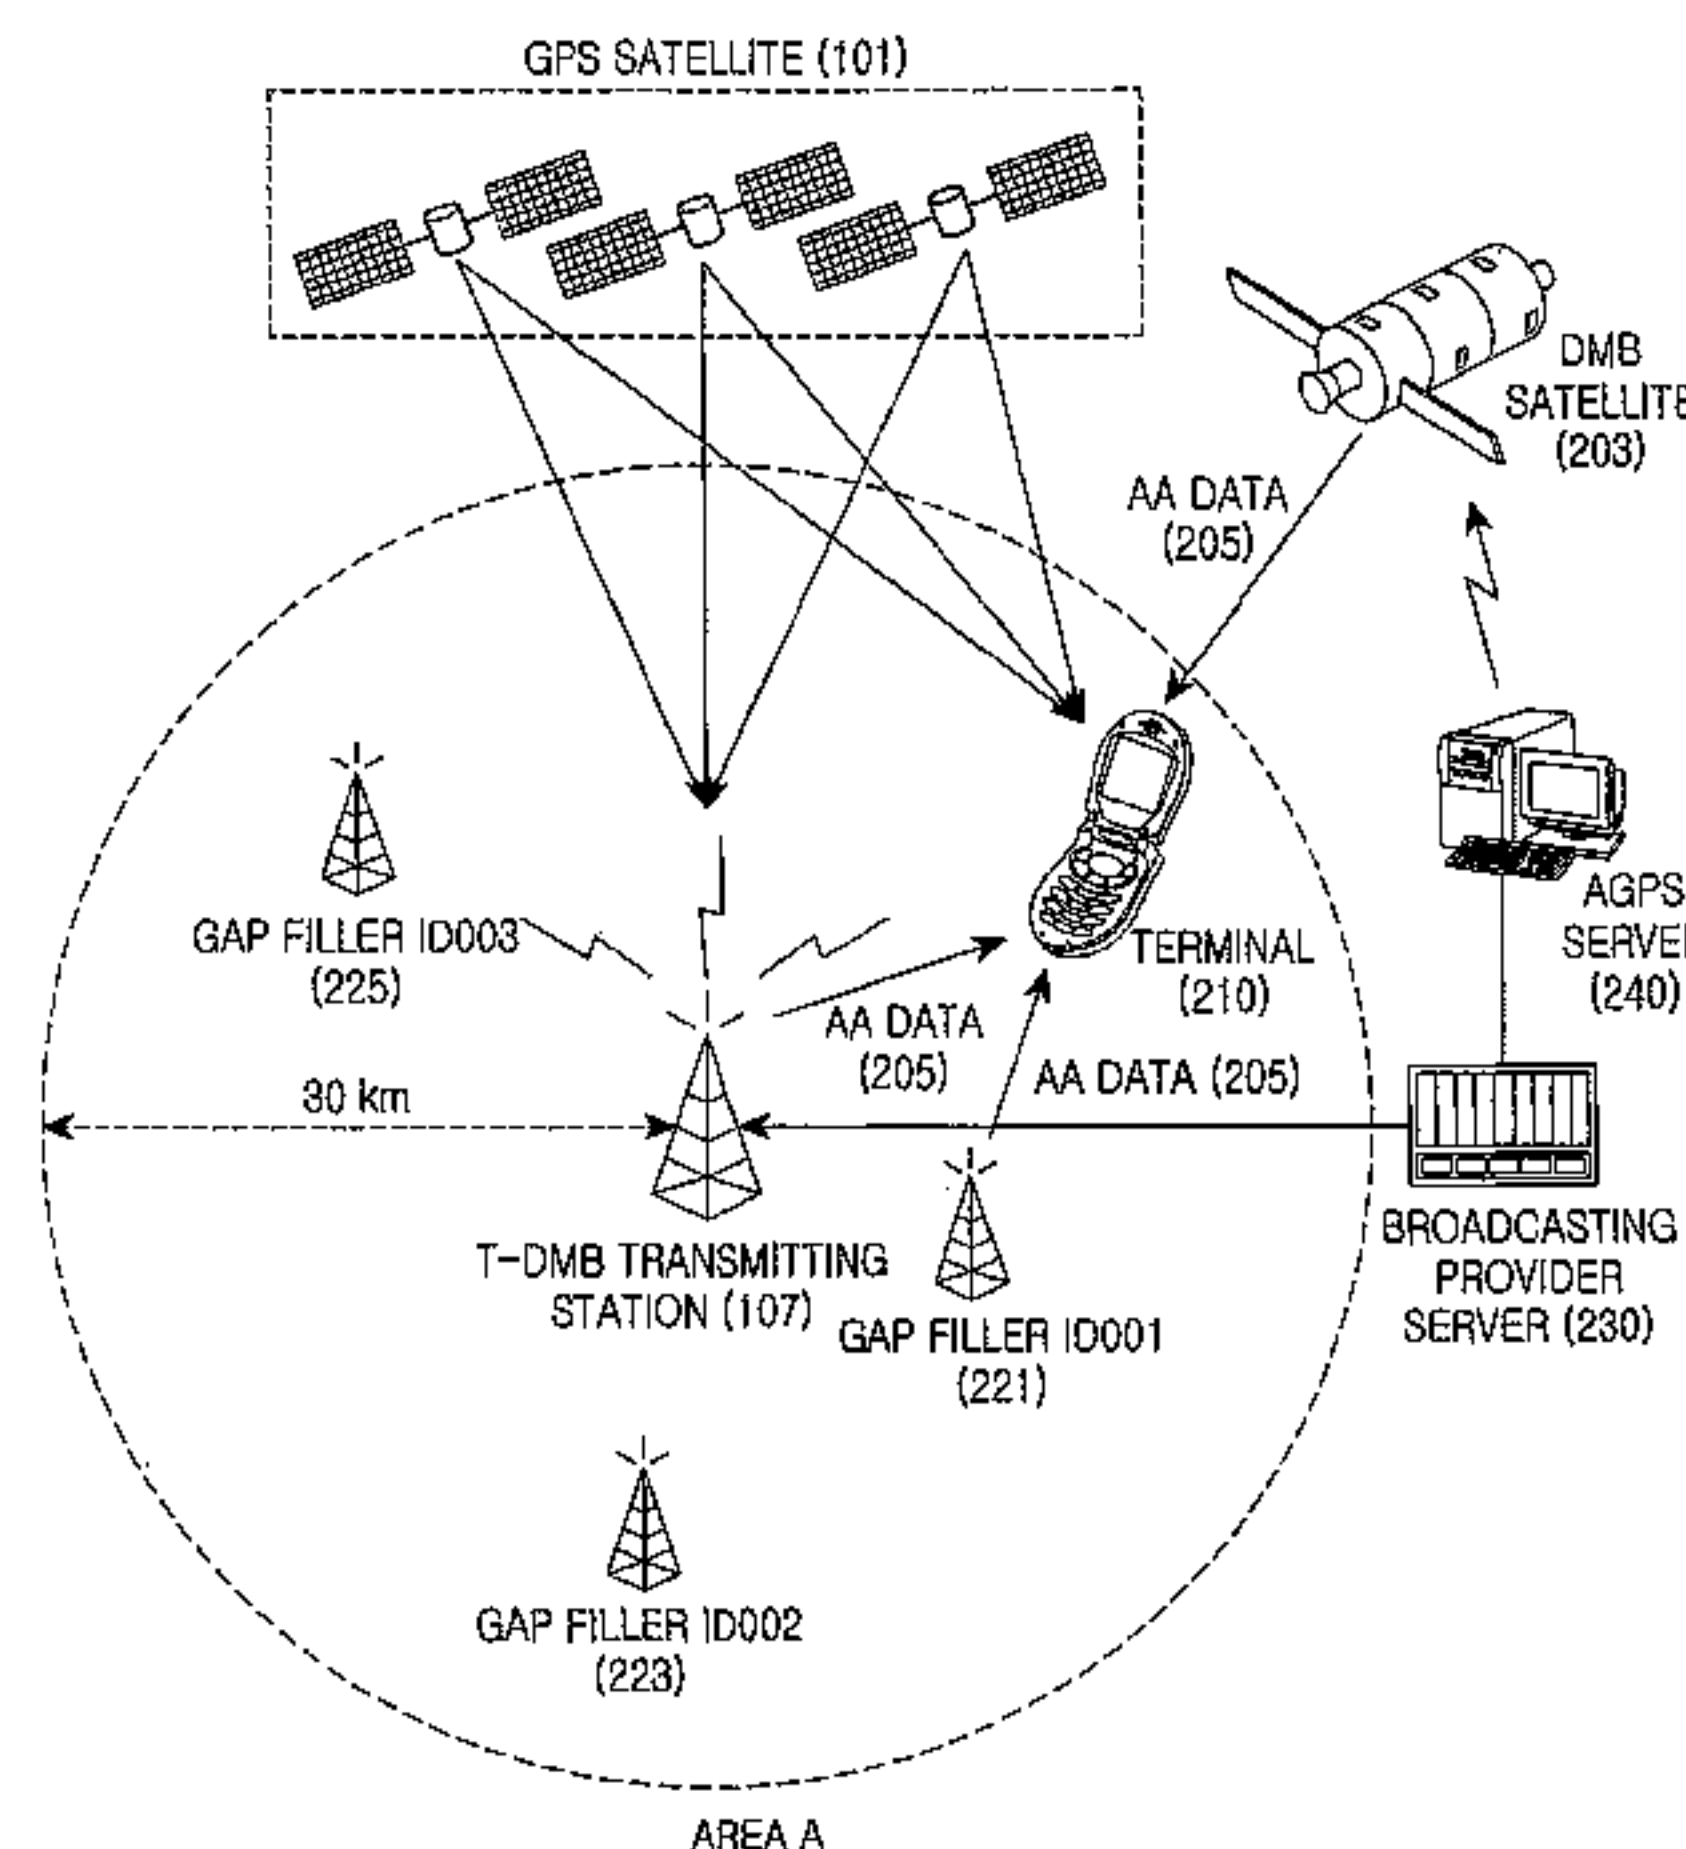 GPS SATELLITE (101)
DMB
SATELLITE
(203)
AA DATA
(205)
GAP FILLER ID003
(225)
TERMINAL
(210)
AGPS
SERVER
(240)
AA DATA
(205)
AA DATA (205)
30 km
T-DMB TRANSMITTING
STATION (107)
GAP FILLER ID001
(221)
BROADCASTING
PROVIDER
SERVER (230)
GAP FILLER ID002
(223)
AREA A